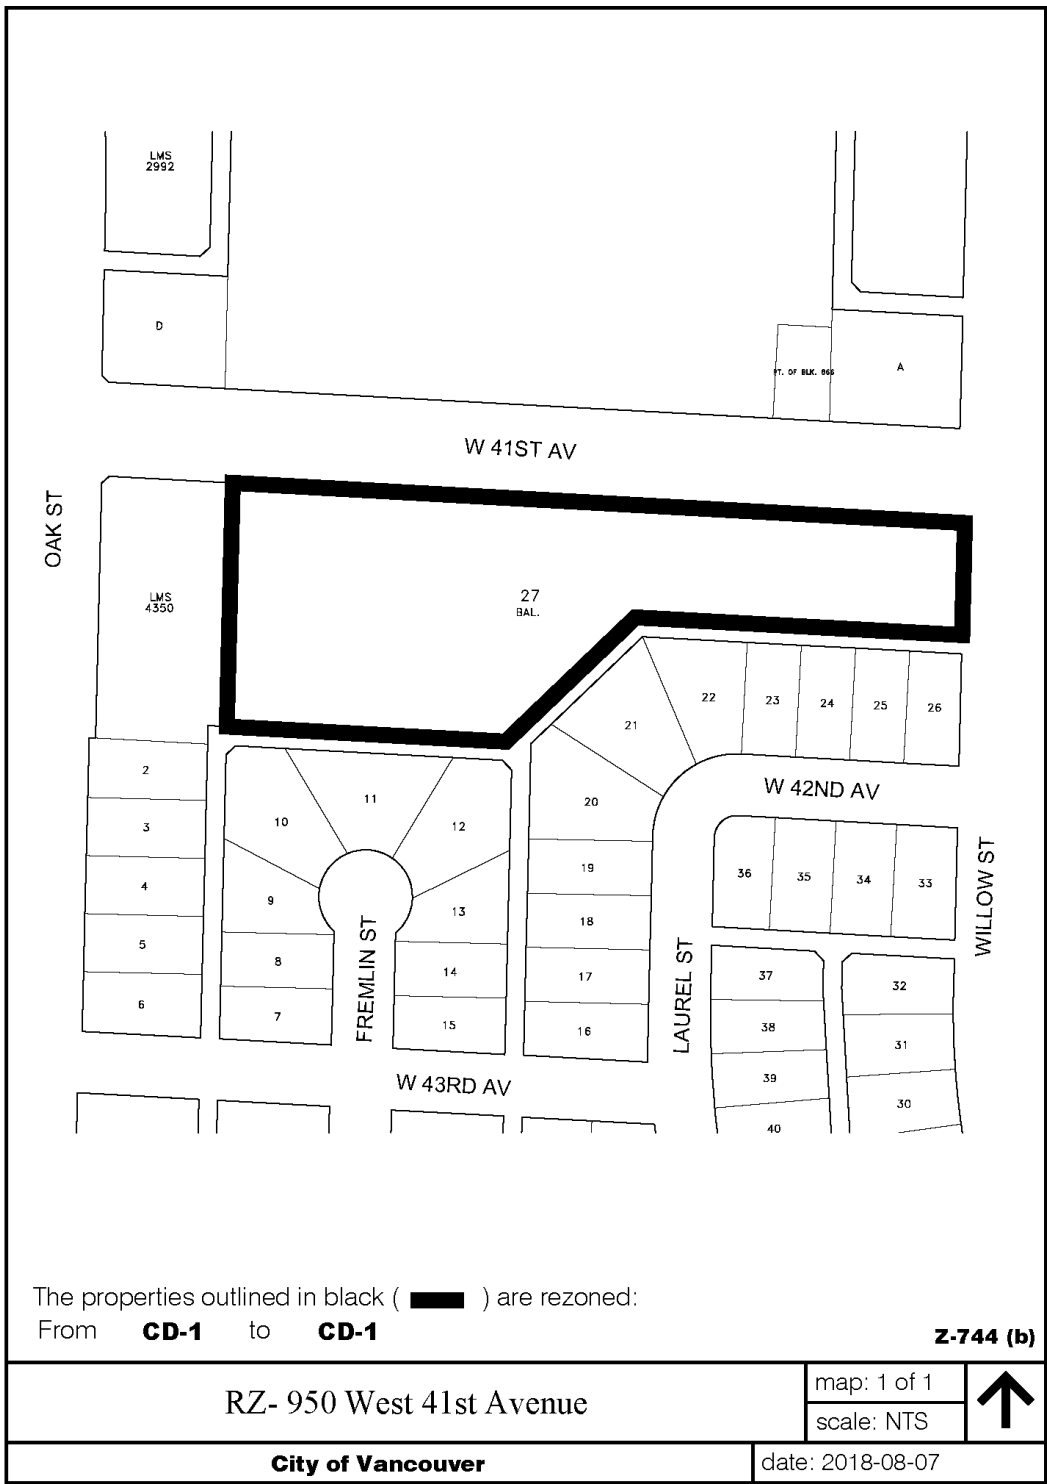 LMS
2992
D
PT. OF BLK. 866
A
W 41ST AV
OAK ST
LMS
4350
27
BAL.
22
23
24
25
26
21
2
11
W 42ND AV
10
12
20
3
19
36
35
34
33
4
9
13
18
WILLOW ST
5
8
FREMLIN ST
14
17
LAUREL ST
37
32
6
7
15
16
38
31
39
W 43RD AV
30
40
The properties outlined in black ( ) are rezoned:
From CD-1 to CD-1
Z-744 (b)
RZ- 950 West 41st Avenue
map: 1 of 1
scale: NTS
City of Vancouver
date: 2018-08-07